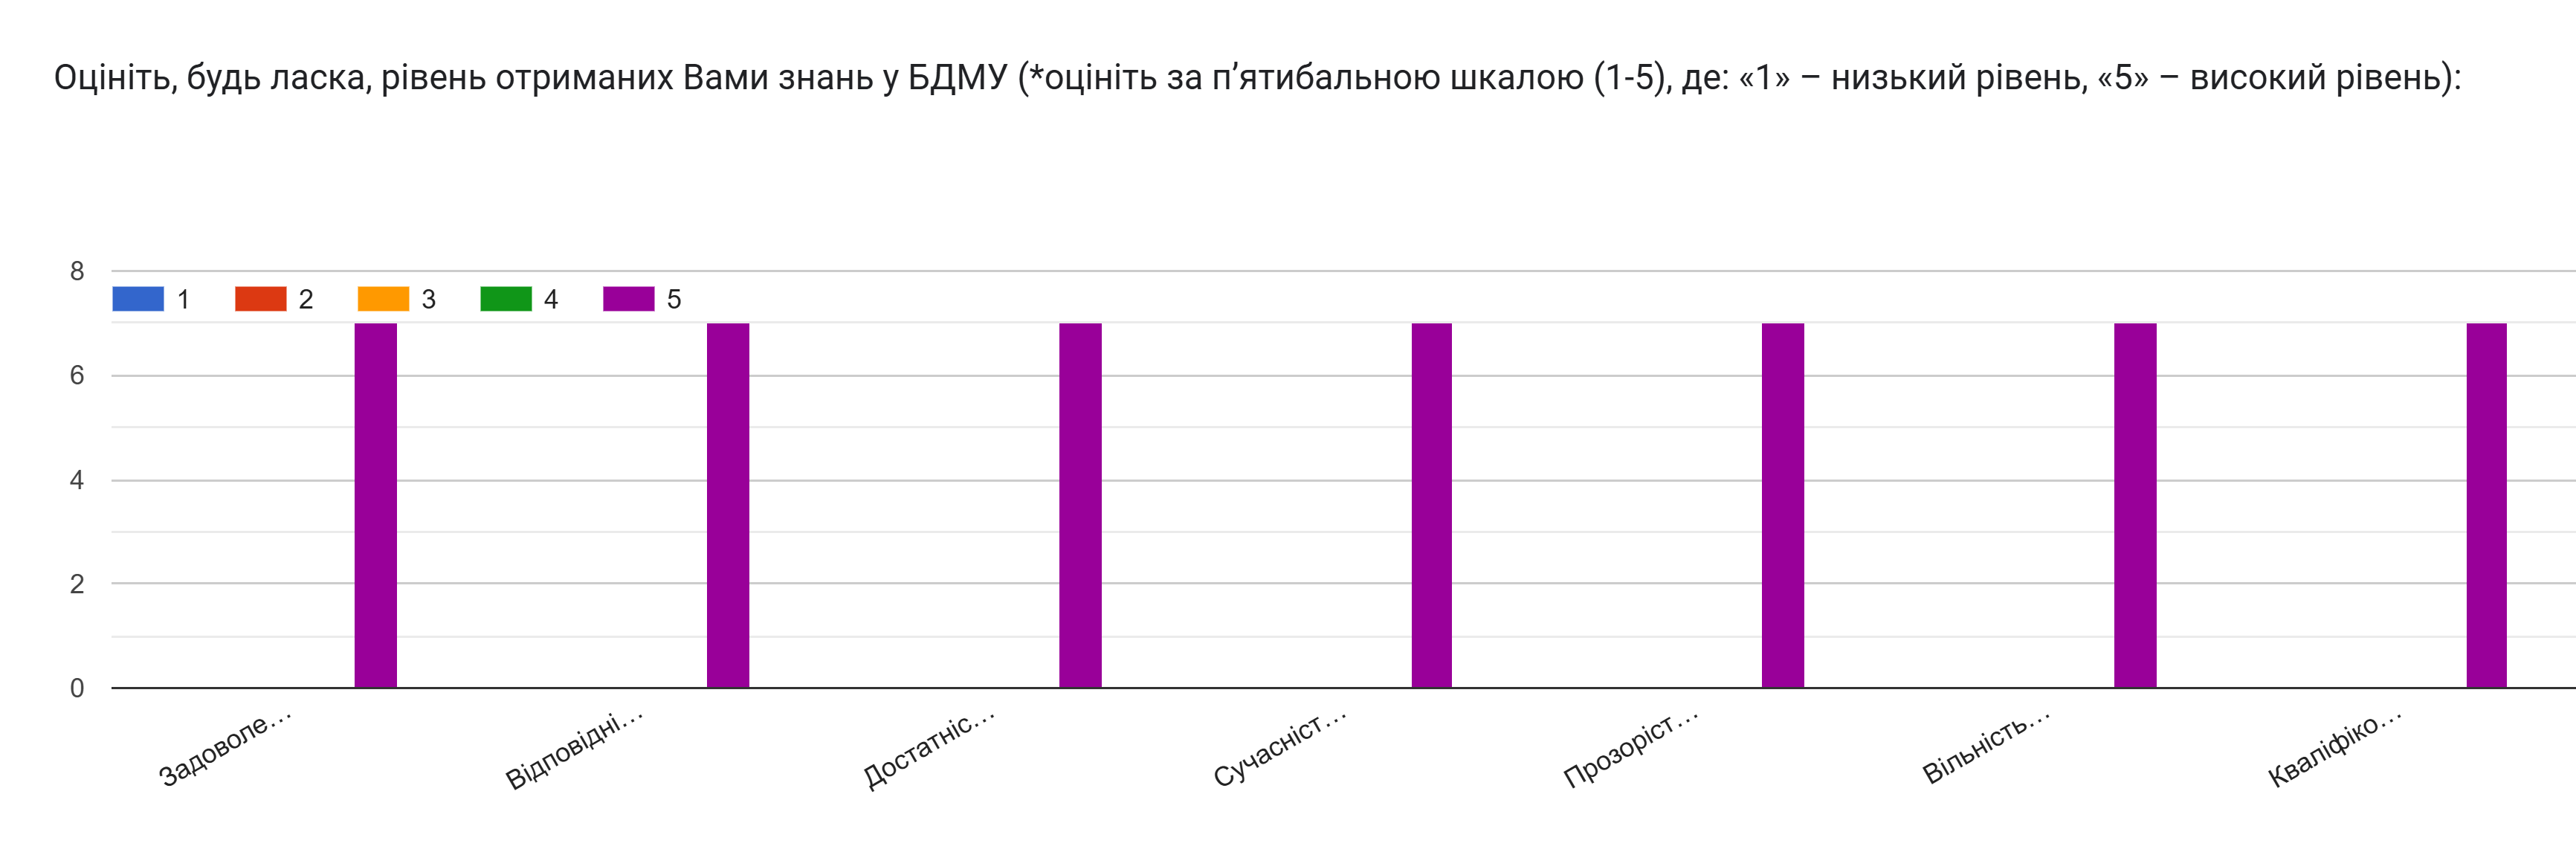 Оцініть, будь ласка, рівень отриманих Вами знань у БДМУ (*оцініть за п’ятибальною шкалою (1-5), де: «1» – низький рівень, «5» – високий рівень):
8
1 2 3 4 5
6
4
2
0
Задоволе… Відповідні… Достатніс… Сучасніст… Прозоріст… Вільність… Кваліфіко…